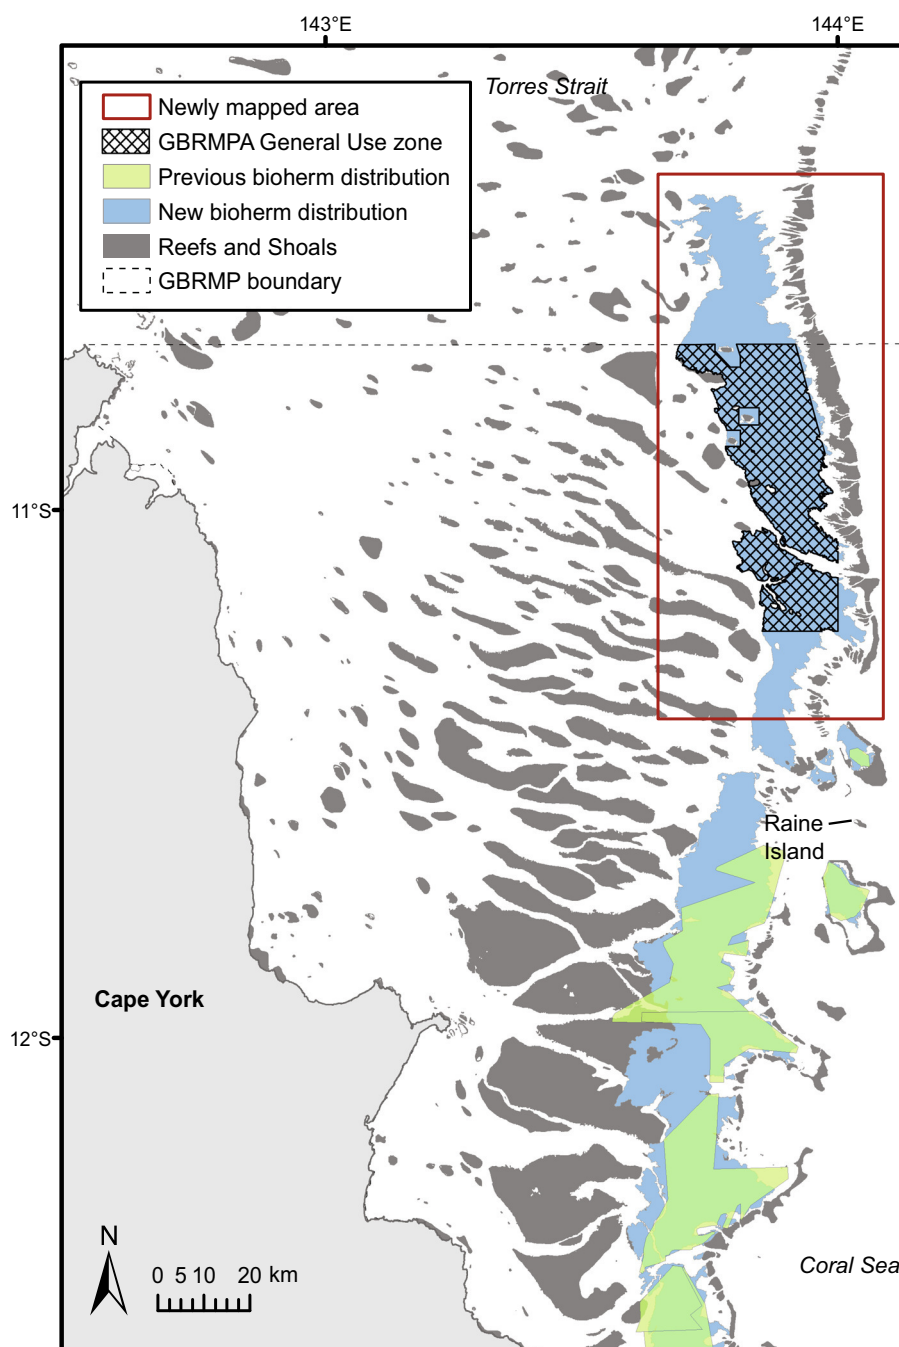 143°E 144°E
Torres Strait
Newly mapped area
GBRMPA General Use zone
Previous bioherm distribution
New bioherm distribution
Reefs and Shoals
GBRMP boundary
11°S
Raine
Island
Cape York
12°S
N
0 5 10 20 km
Coral Sea